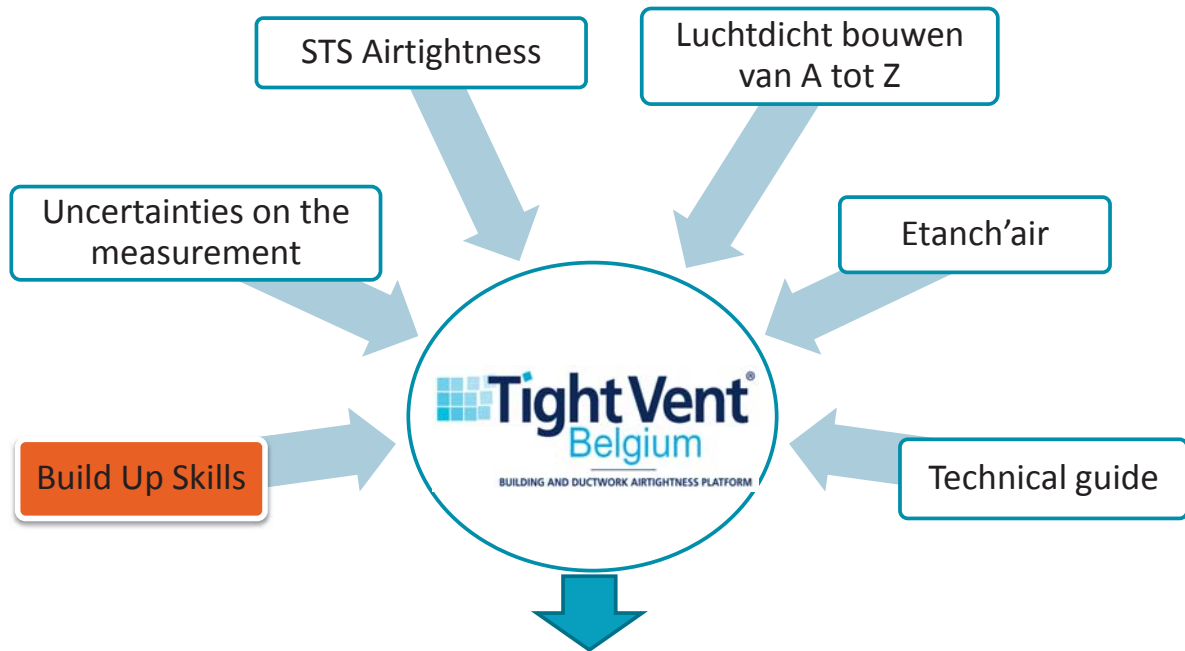 STS Airtightness
Luchtdicht bouwen
van A tot Z
Uncertainties on the
measurement
Etanch’air
TightVent®
Belgium
BUILDING AND DUCTWORK AIRTIGHTNESS PLATFORM
Build Up Skills
Technical guide